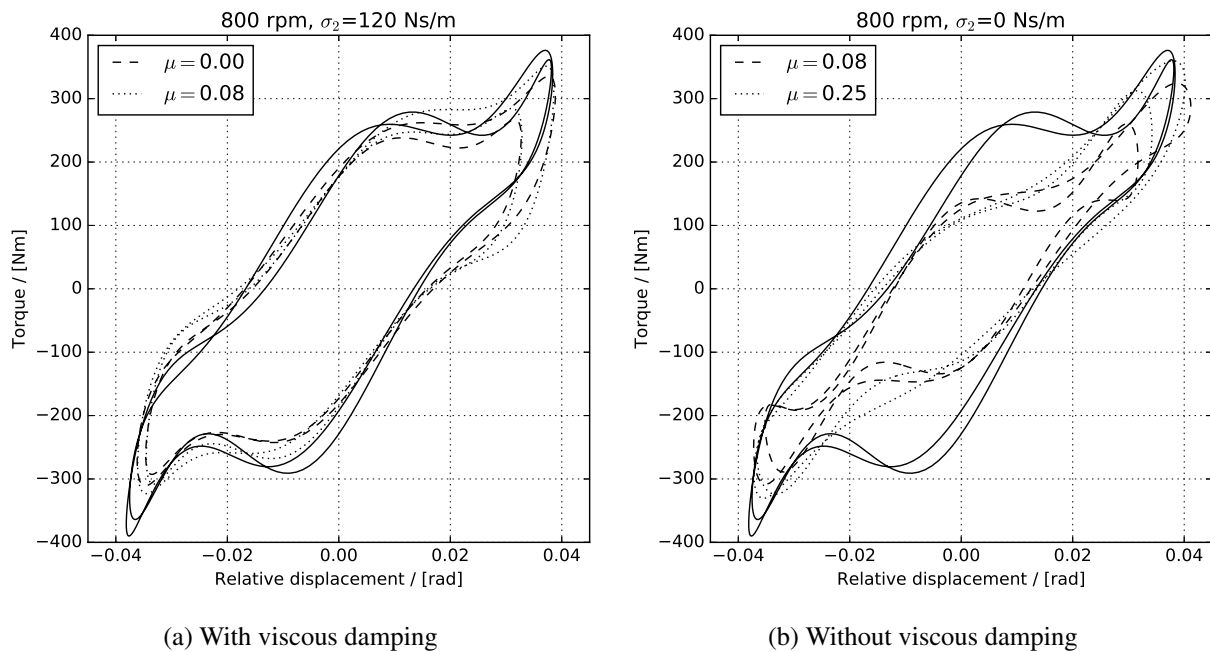 800 rpm, σ₂=120 Ns/m
μ = 0.00
μ = 0.08
400
300
200
100
0
−100
−200
−300
−400
Torque / [Nm]
−0.04 −0.02 0.00 0.02 0.04
Relative displacement / [rad]
(a) With viscous damping
800 rpm, σ₂=0 Ns/m
μ = 0.08
μ = 0.25
400
300
200
100
0
−100
−200
−300
−400
Torque / [Nm]
−0.04 −0.02 0.00 0.02 0.04
Relative displacement / [rad]
(b) Without viscous damping